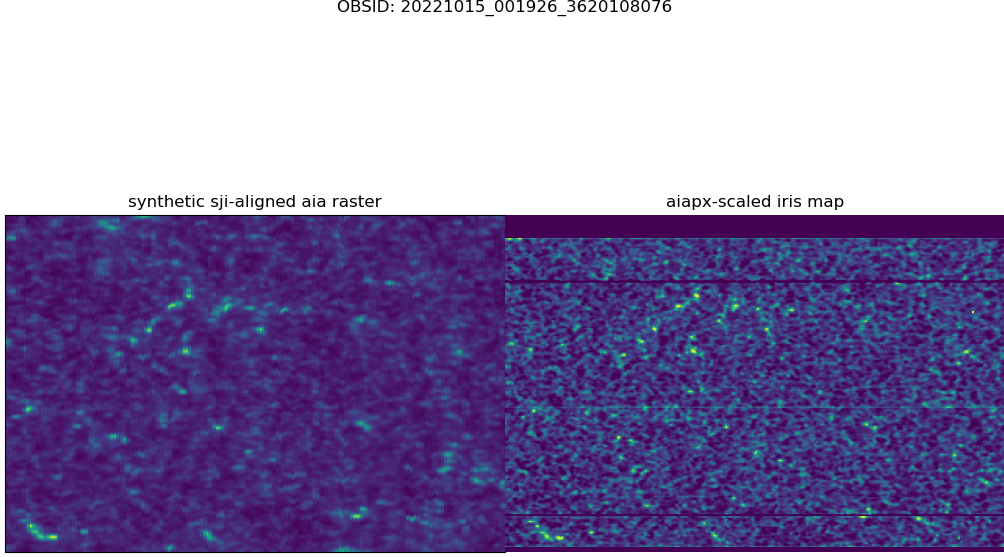 OBSID: 20221015_001926_3620108076
synthetic sji-aligned aia raster
aiapx-scaled iris map